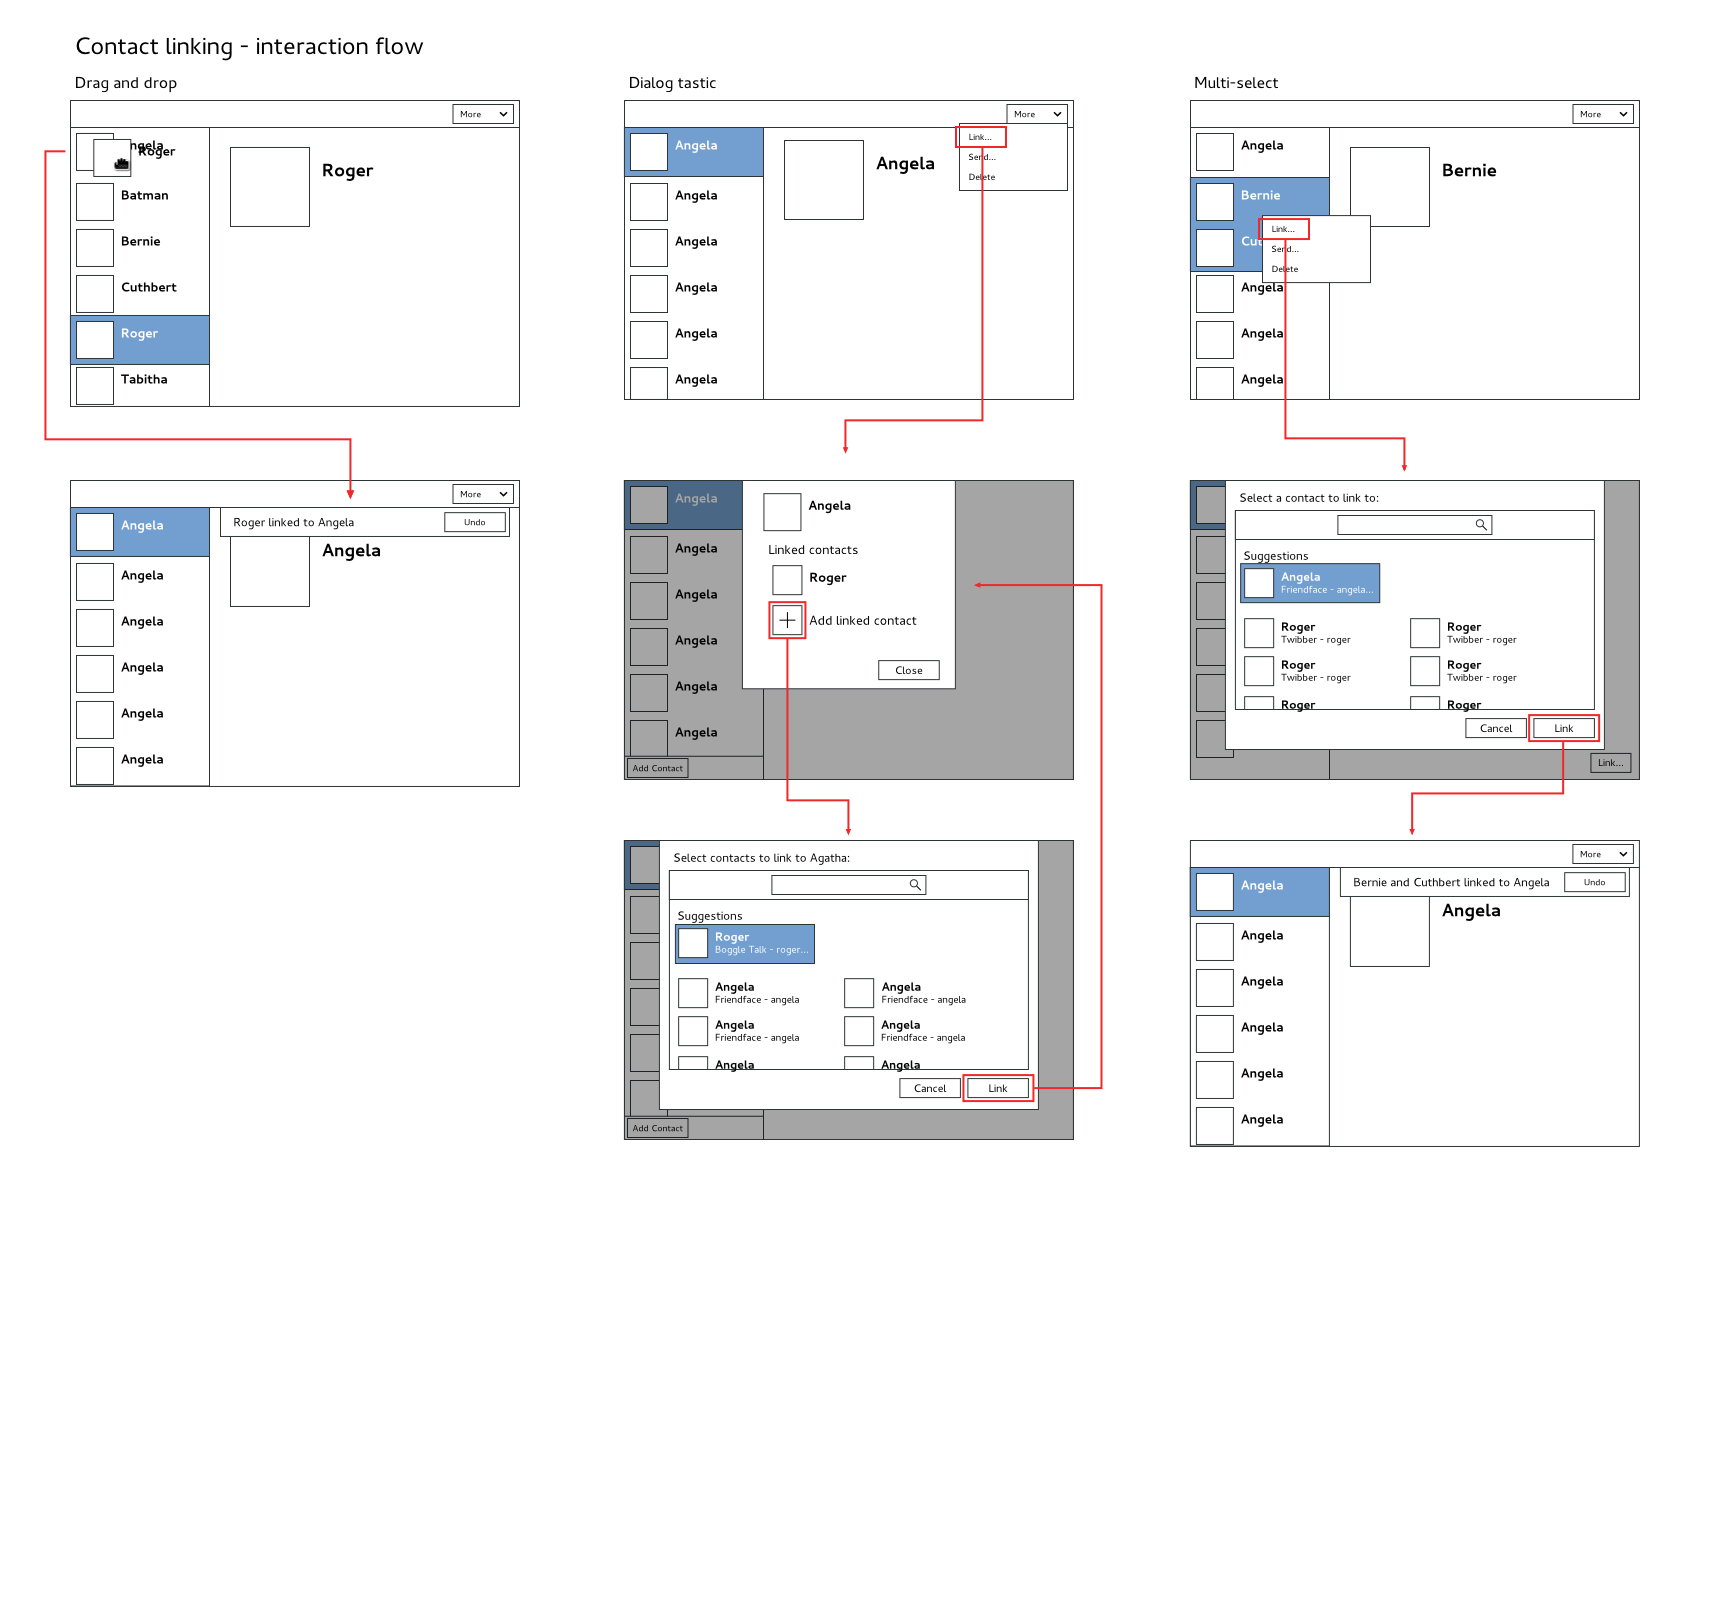 Contact linking - interaction flow
Drag and drop
More
Angela
Roger
Batman
Bernie
Cuthbert
Roger
Tabitha
Roger
More
Roger linked to Angela
Undo
Angela
Angela
Angela
Angela
Angela
Angela
Angela
Dialog tastic
More
Link...
Send...
Delete
Angela
Angela
Angela
Angela
Angela
Angela
Angela
Angela
Angela
Angela
Angela
Angela
Angela
Add Contact
Angela
Linked contacts
Roger
Add linked contact
Close
Select contacts to link to Agatha:
Suggestions
Roger
Boggle Talk - roger...
Angela
Friendface - angela
Angela
Friendface - angela
Angela
Friendface - angela
Angela
Friendface - angela
Angela
Angela
Cancel
Link
Add Contact
Multi-select
More
Angela
Bernie
Cu
Angela
Angela
Angela
Bernie
Link...
Send...
Delete
Select a contact to link to:
Suggestions
Angela
Friendface - angela...
Roger
Twibber - roger
Roger
Twibber - roger
Roger
Twibber - roger
Roger
Twibber - roger
Roger
Roger
Cancel
Link
Link...
More
Bernie and Cuthbert linked to Angela
Undo
Angela
Angela
Angela
Angela
Angela
Angela
Angela